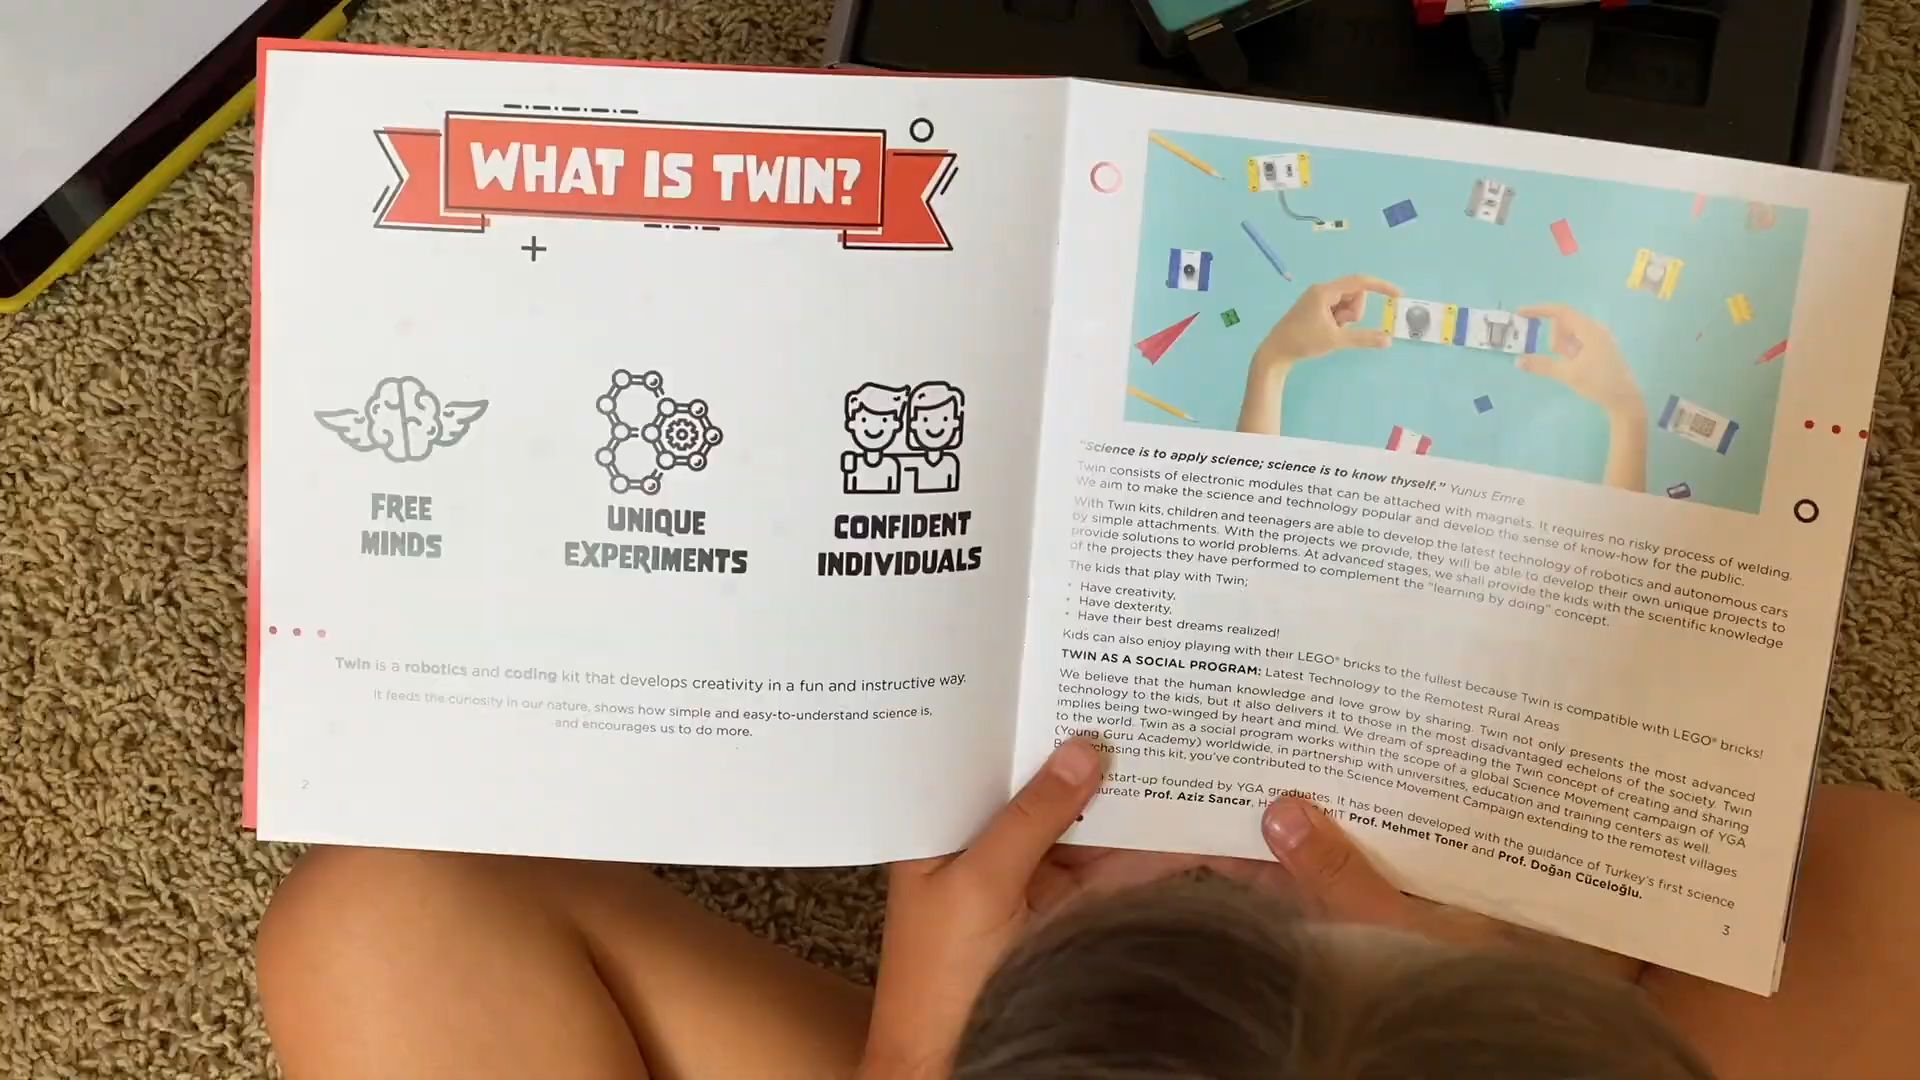 WHAT IS TWIN?
FREE
MINDS
UNIQUE
EXPERIMENTS
CONFIDENT
INDIVIDUALS
Twin is a robotics and coding kit that develops creativity in a fun and instructive way.
It feeds the curiosity in our nature, shows how simple and easy-to-understand science is,
and encourages us to do more.
2
"Science is to apply science; science is to know thyself." Yunus Emre
Twin consists of electronic modules that can be attached with magnets. It requires no risky process of welding.
We aim to make the science and technology popular and develop the sense of know-how for the public.
With Twin kits, children and teenagers are able to develop the latest technology of robotics and autonomous cars
by simple attachments. With the projects we provide, they will be able to develop their own unique projects to
provide solutions to world problems. At advanced stages, we shall provide the kids with the scientific knowledge
of the projects they have performed to complement the "learning by doing" concept.
The kids that play with Twin;
• Have creativity,
• Have dexterity,
• Have their best dreams realized!
Kids can also enjoy playing with their LEGO® bricks to the fullest because Twin is compatible with LEGO® bricks!
TWIN AS A SOCIAL PROGRAM: Latest Technology to the Remotest Rural Areas
We believe that the human knowledge and love grow by sharing. Twin not only presents the most advanced
technology to the kids, but it also delivers it to those in the most disadvantaged echelons of the society. Twin
implies being two-winged by heart and mind. We dream of spreading the Twin concept of creating and sharing
to the world. Twin as a social program works within the scope of a global Science Movement campaign of YGA
(Young Guru Academy) worldwide, in partnership with universities, education and training centers as well.
this kit, you've contributed to the Science Movement Campaign extending to the remotest villages
start-up founded by YGA graduates. It has been developed with the guidance of Turkey's first science
Prof. Aziz Sancar, MIT Prof. Mehmet Toner and Prof. Doğan Cüceloğlu.
3